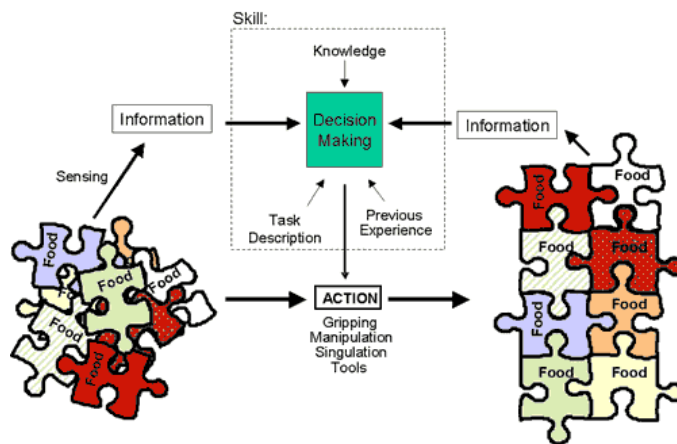 Skill:
Knowledge
Information
Decision
Making
Information
Sensing
Task
Description
Previous
Experience
Food
Food
Food
Food
Food
Food
ACTION
Gripping
Manipulation
Singulation
Tools
Food
Food
Food
Food
Food
Food
Food
Food